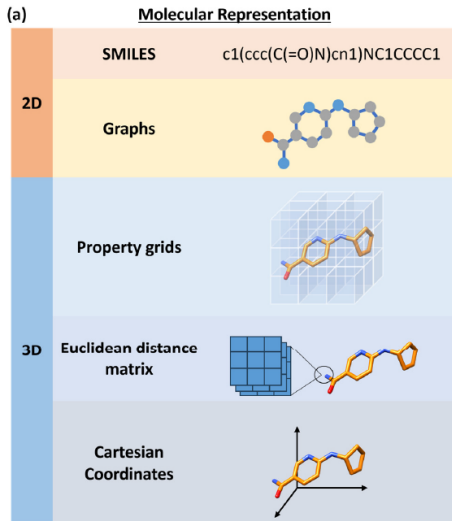 (a)
Molecular Representation
2D
SMILES
c1(ccc(C(=O)N)cn1)NC1CCCC1
Graphs
3D
Property grids
Euclidean distance
matrix
Cartesian
Coordinates